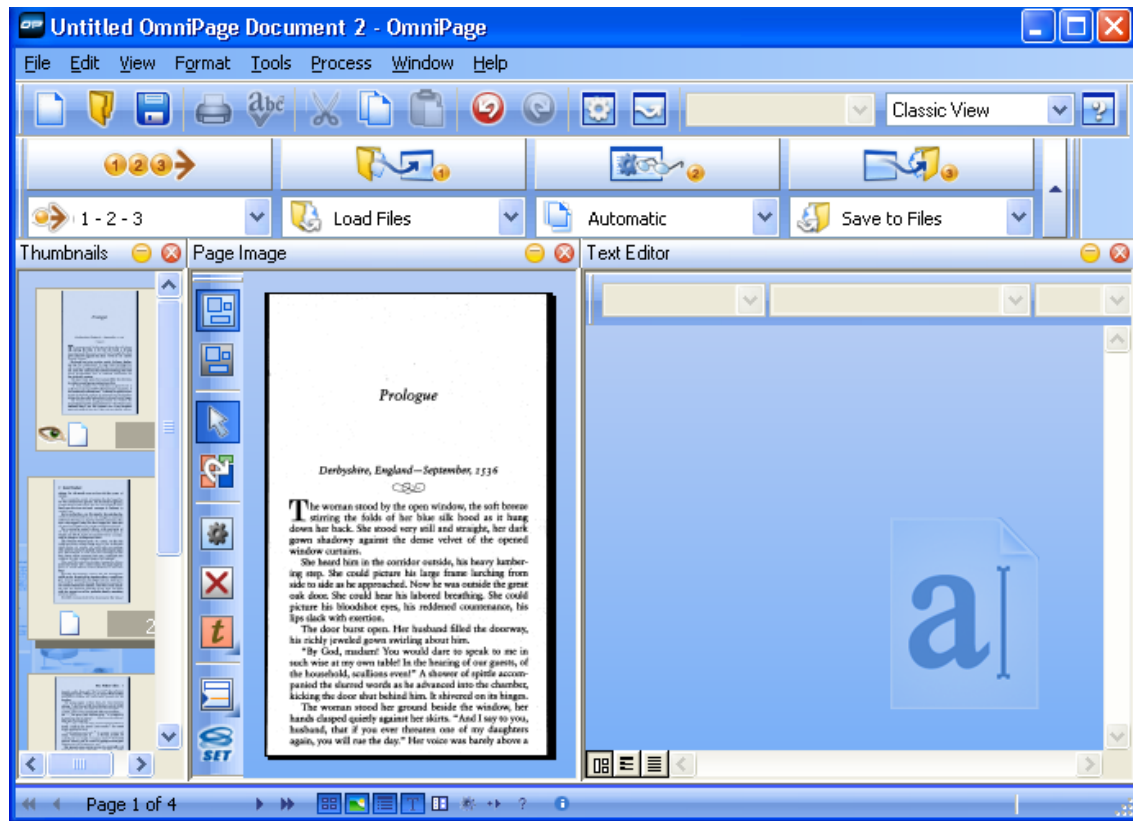 OP Untitled OmniPage Document 2 - OmniPage
File Edit View Format Tools Process Window Help
abc Classic View ?
1 2 3 1 2 3
1 - 2 - 3 Load Files Automatic Save to Files
Thumbnails Page Image Text Editor
Prologue
Derbyshire, England—September, 1536
The woman stood by the open window, the soft breeze
stirring the folds of her blue silk hood as it hung
down her back. She stood very still and straight, her dark
gown shadowy against the dense velvet of the opened
window curtains.
She heard him in the corridor outside, his heavy lumber-
ing step. She could picture his large frame lurching from
side to side as he approached. Now he was outside the great
oak door. She could hear his labored breathing. She could
picture his bloodshot eyes, his reddened countenance, his
lips slack with exertion.
The door burst open. Her husband filled the doorway,
his richly jeweled gown swirling about him.
"By God, madam! You would dare to speak to me in
such wise at my own table! In the hearing of our guests, of
the household, scullions even!" A shower of spittle accom-
panied the slurred words as he advanced into the chamber,
kicking the door shut behind him. It shivered on its hinges.
The woman stood her ground beside the window, her
hands clasped quietly against her skirts. "And I say to you,
husband, that if you ever threaten one of my daughters
again, you will rue the day." Her voice was barely above a
2
t
SET
a
Page 1 of 4 T ? i